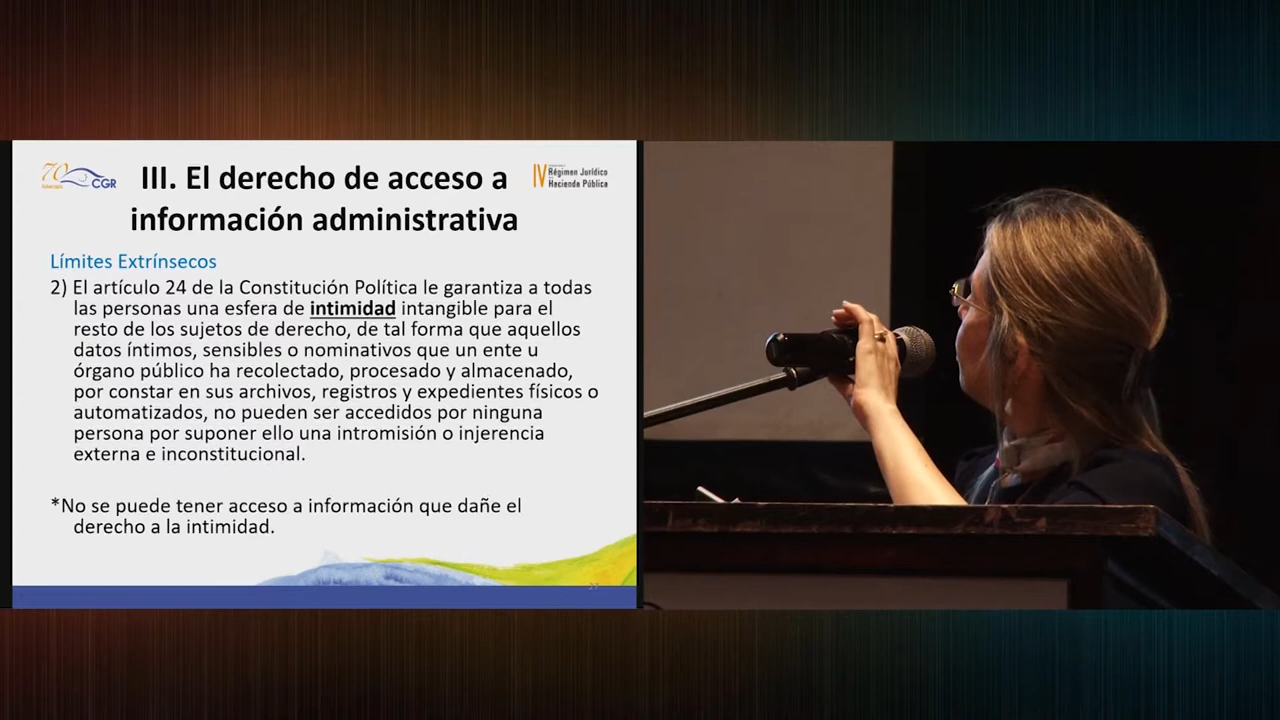 70
CGR
III. El derecho de acceso a
información administrativa
IV Régimen Jurídico
Hacienda Pública
Límites Extrínsecos
2) El artículo 24 de la Constitución Política le garantiza a todas
las personas una esfera de intimidad intangible para el
resto de los sujetos de derecho, de tal forma que aquellos
datos íntimos, sensibles o nominativos que un ente u
órgano público ha recolectado, procesado y almacenado,
por constar en sus archivos, registros y expedientes físicos o
automatizados, no pueden ser accedidos por ninguna
persona por suponer ello una intromisión o injerencia
externa e inconstitucional.
*No se puede tener acceso a información que dañe el
derecho a la intimidad.